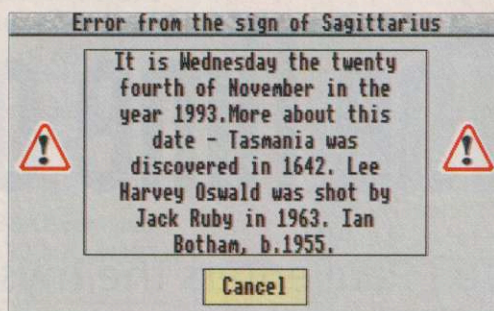 Error from the sign of Sagittarius
It is Wednesday the twenty
fourth of November in the
year 1993.More about this
date - Tasmania was
discovered in 1642. Lee
Harvey Oswald was shot by
Jack Ruby in 1963. Ian
Botham, b.1955.
Cancel